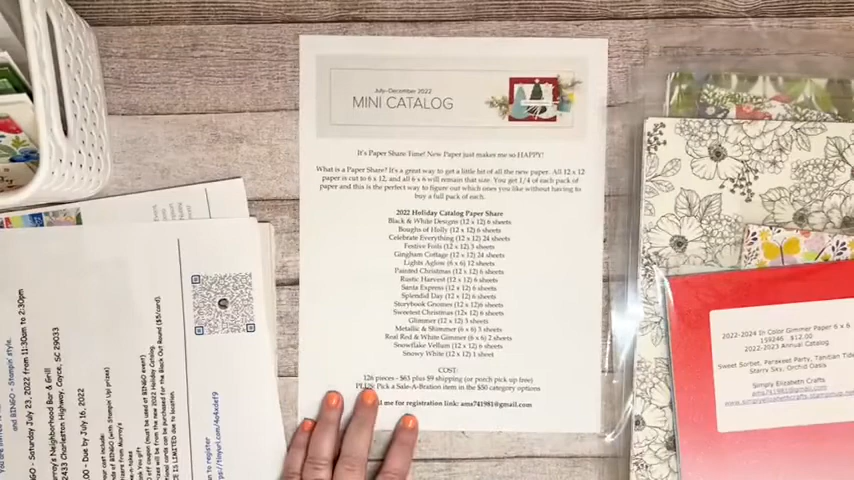 July-December 2022
MINI CATALOG
It's Paper Share Time! New Paper just makes me so HAPPY!
What is a Paper Share? It's a great way to get a little bit of all the new paper. All 12 x 12
paper is cut to 6 x 12, and all 6 x 6 will remain that size. You get 1/4 of each pack of
paper and this is the perfect way to figure out which ones you like without having to
buy a full pack.
2022 Holiday Catalog Paper Share
Black & White Designs (12 x 12) 6 sheets
Boughs of Holly (12 x 12) 6 sheets
Celebrate Everything (12 x 12) 24 sheets
Festive Foils (12 x 12) 3 sheets
Gingham Cottage (12 x 12) 24 sheets
Lights Aglow (6 x 6) 12 sheets
Painted Christmas (12 x 12) 6 sheets
Rustic Harvest (12 x 12) 6 sheets
Santa Express (12 x 12) 6 sheets
Splendid Day (12 x 12) 6 sheets
Storybook Gnomes (12 x 12) 6 sheets
Sweetest Christmas (12 x 12) 6 sheets
Glimmer (12 x 12) 3 sheets
Metallic & Shimmer (6 x 6) 3 sheets
Real Red & White Glimmer (6 x 6) 2 sheets
Snowflake Vellum (12 x 12) 6 sheets
Snowy White (12 x 12) 1 sheet
COST:
126 pieces - $63 plus $9 shipping (or porch pick up free)
PLUS: Pick a Sale-A-Bration item in the $50 category options
me for registration link: ams741981@gmail.com
and BINGO - Stampin'
style.
BINGO - Saturday July 23, 2022 from 11:30am to 2:30pm
Neighborhood Bar & Grill
2433 Charleston Highway, Cayce, SC 29033
Due by July 16, 2022
to register
tinyurl.com/4o4xdef9
2022-2024 In Color Glimmer Paper 6 x 6
159246
2022-2023 Annual Catalog
Sweet Sorbet, Parakeet Party, Tahitian Tide
Starry Sky, Orchid Oasis
Simply Elizabeth Crafts
ams741981@gmail.com